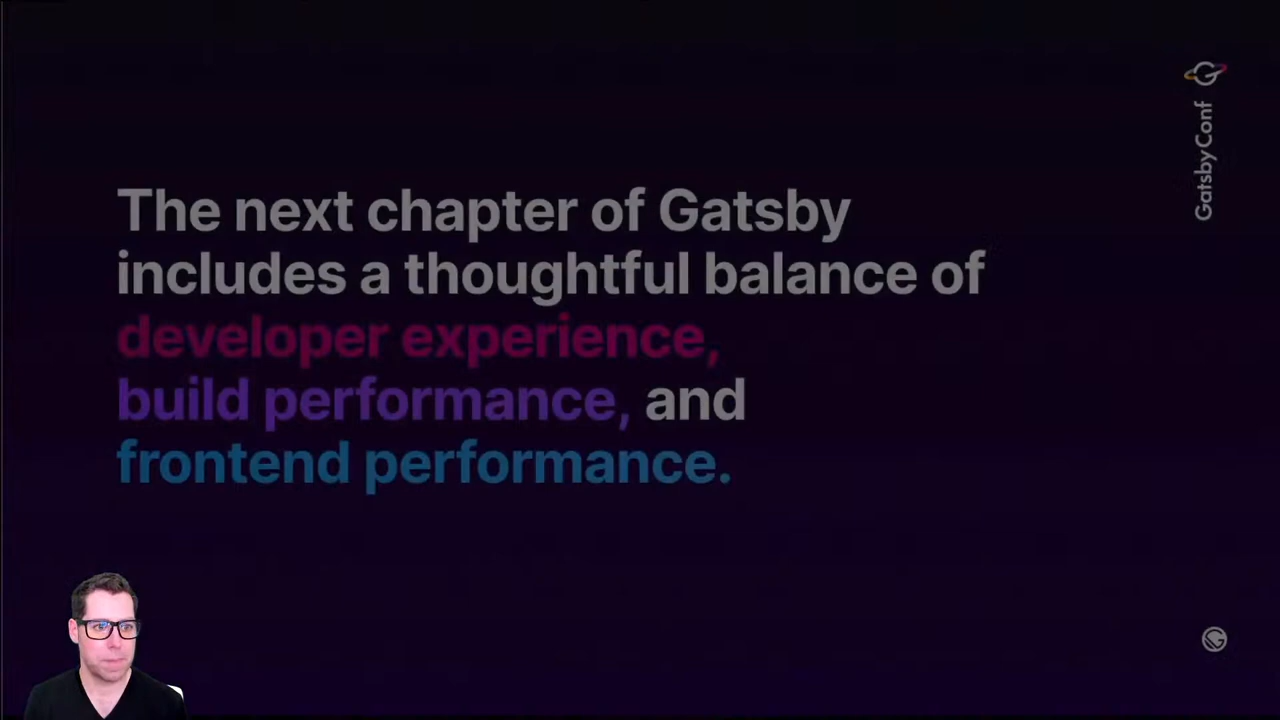 The next chapter of Gatsby
includes a thoughtful balance of
developer experience,
build performance, and
frontend performance.
GatsbyConf